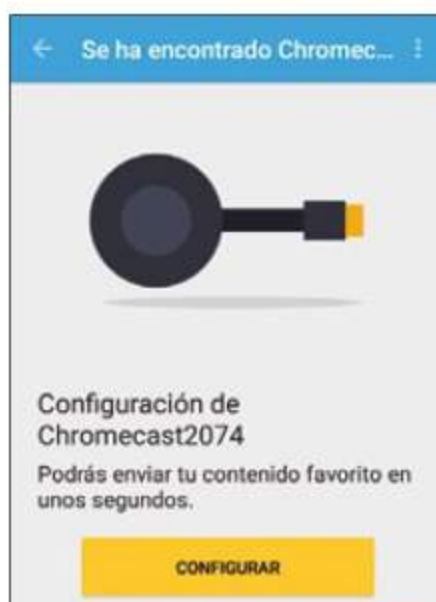 Se ha encontrado Chromec...
Configuración de
Chromecast2074
Podrás enviar tu contenido favorito en
unos segundos.
CONFIGURAR